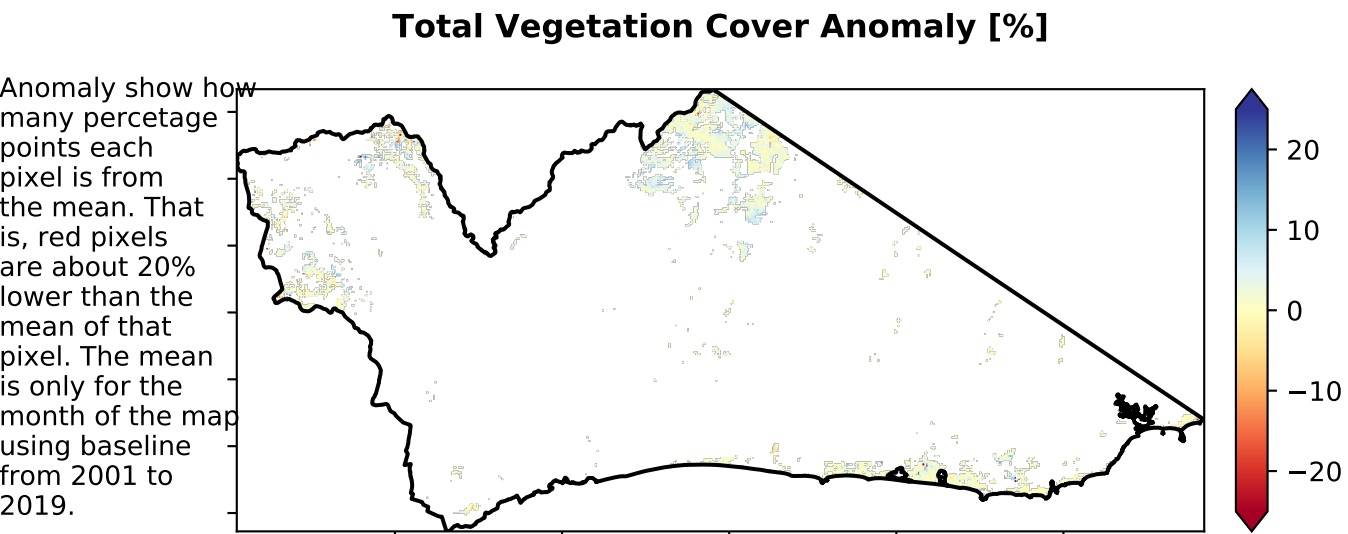 Total Vegetation Cover Anomaly [%]
Anomaly show how
many percetage
points each
pixel is from
the mean. That
is, red pixels
are about 20%
lower than the
mean of that
pixel. The mean
is only for the
month of the map
using baseline
from 2001 to
2019.
20
10
0
−10
−20